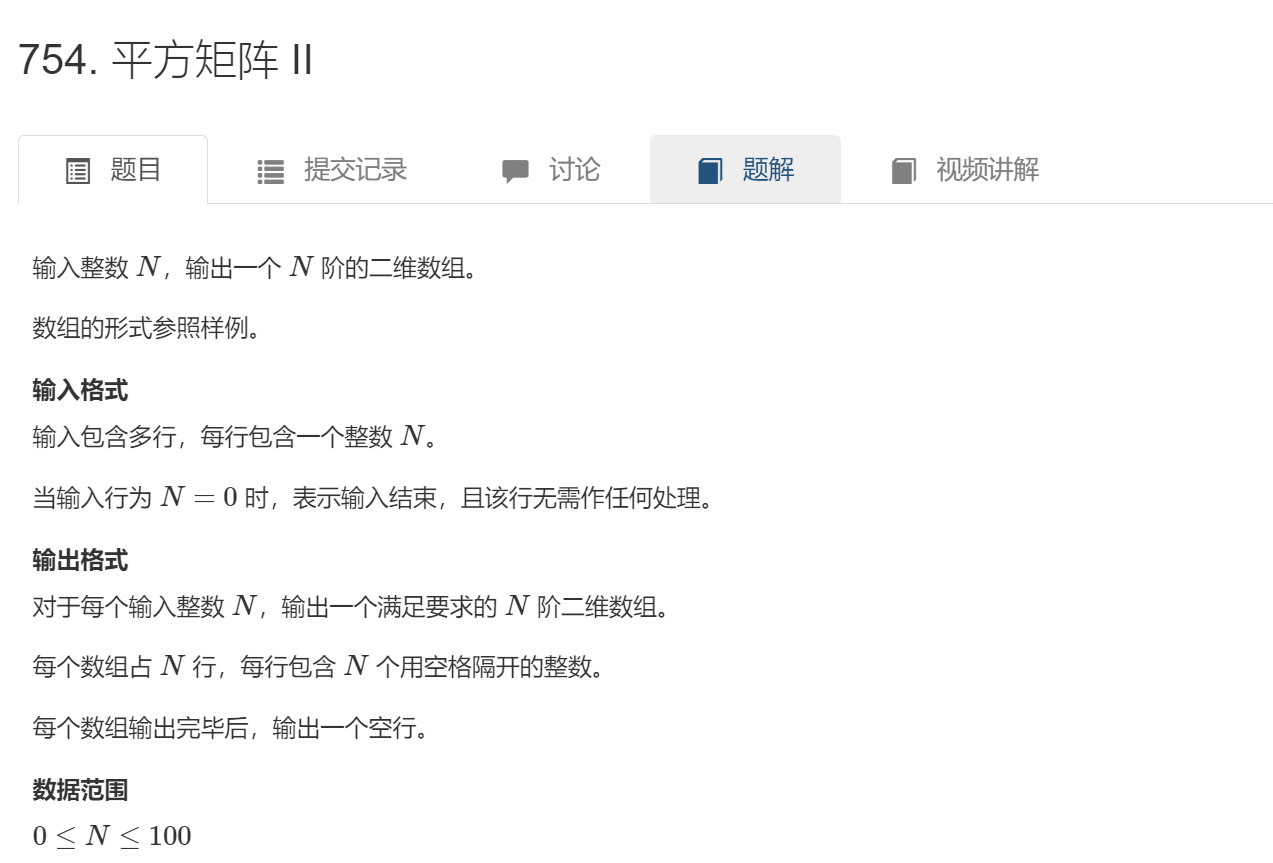 754. 平方矩阵 II
题目 提交记录 讨论 题解 视频讲解
输入整数 N，输出一个 N 阶的二维数组。
数组的形式参照样例。
输入格式
输入包含多行，每行包含一个整数 N。
当输入行为 N = 0 时，表示输入结束，且该行无需作任何处理。
输出格式
对于每个输入整数 N，输出一个满足要求的 N 阶二维数组。
每个数组占 N 行，每行包含 N 个用空格隔开的整数。
每个数组输出完毕后，输出一个空行。
数据范围
0 ≤ N ≤ 100